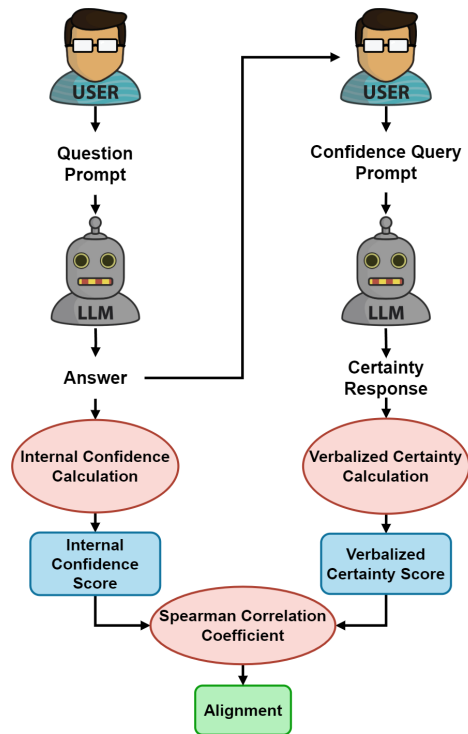 USER
Question
Prompt
LLM
Answer
Internal Confidence
Calculation
Internal
Confidence
Score
USER
Confidence Query
Prompt
LLM
Certainty
Response
Verbalized Certainty
Calculation
Verbalized
Certainty Score
Spearman Correlation
Coefficient
Alignment